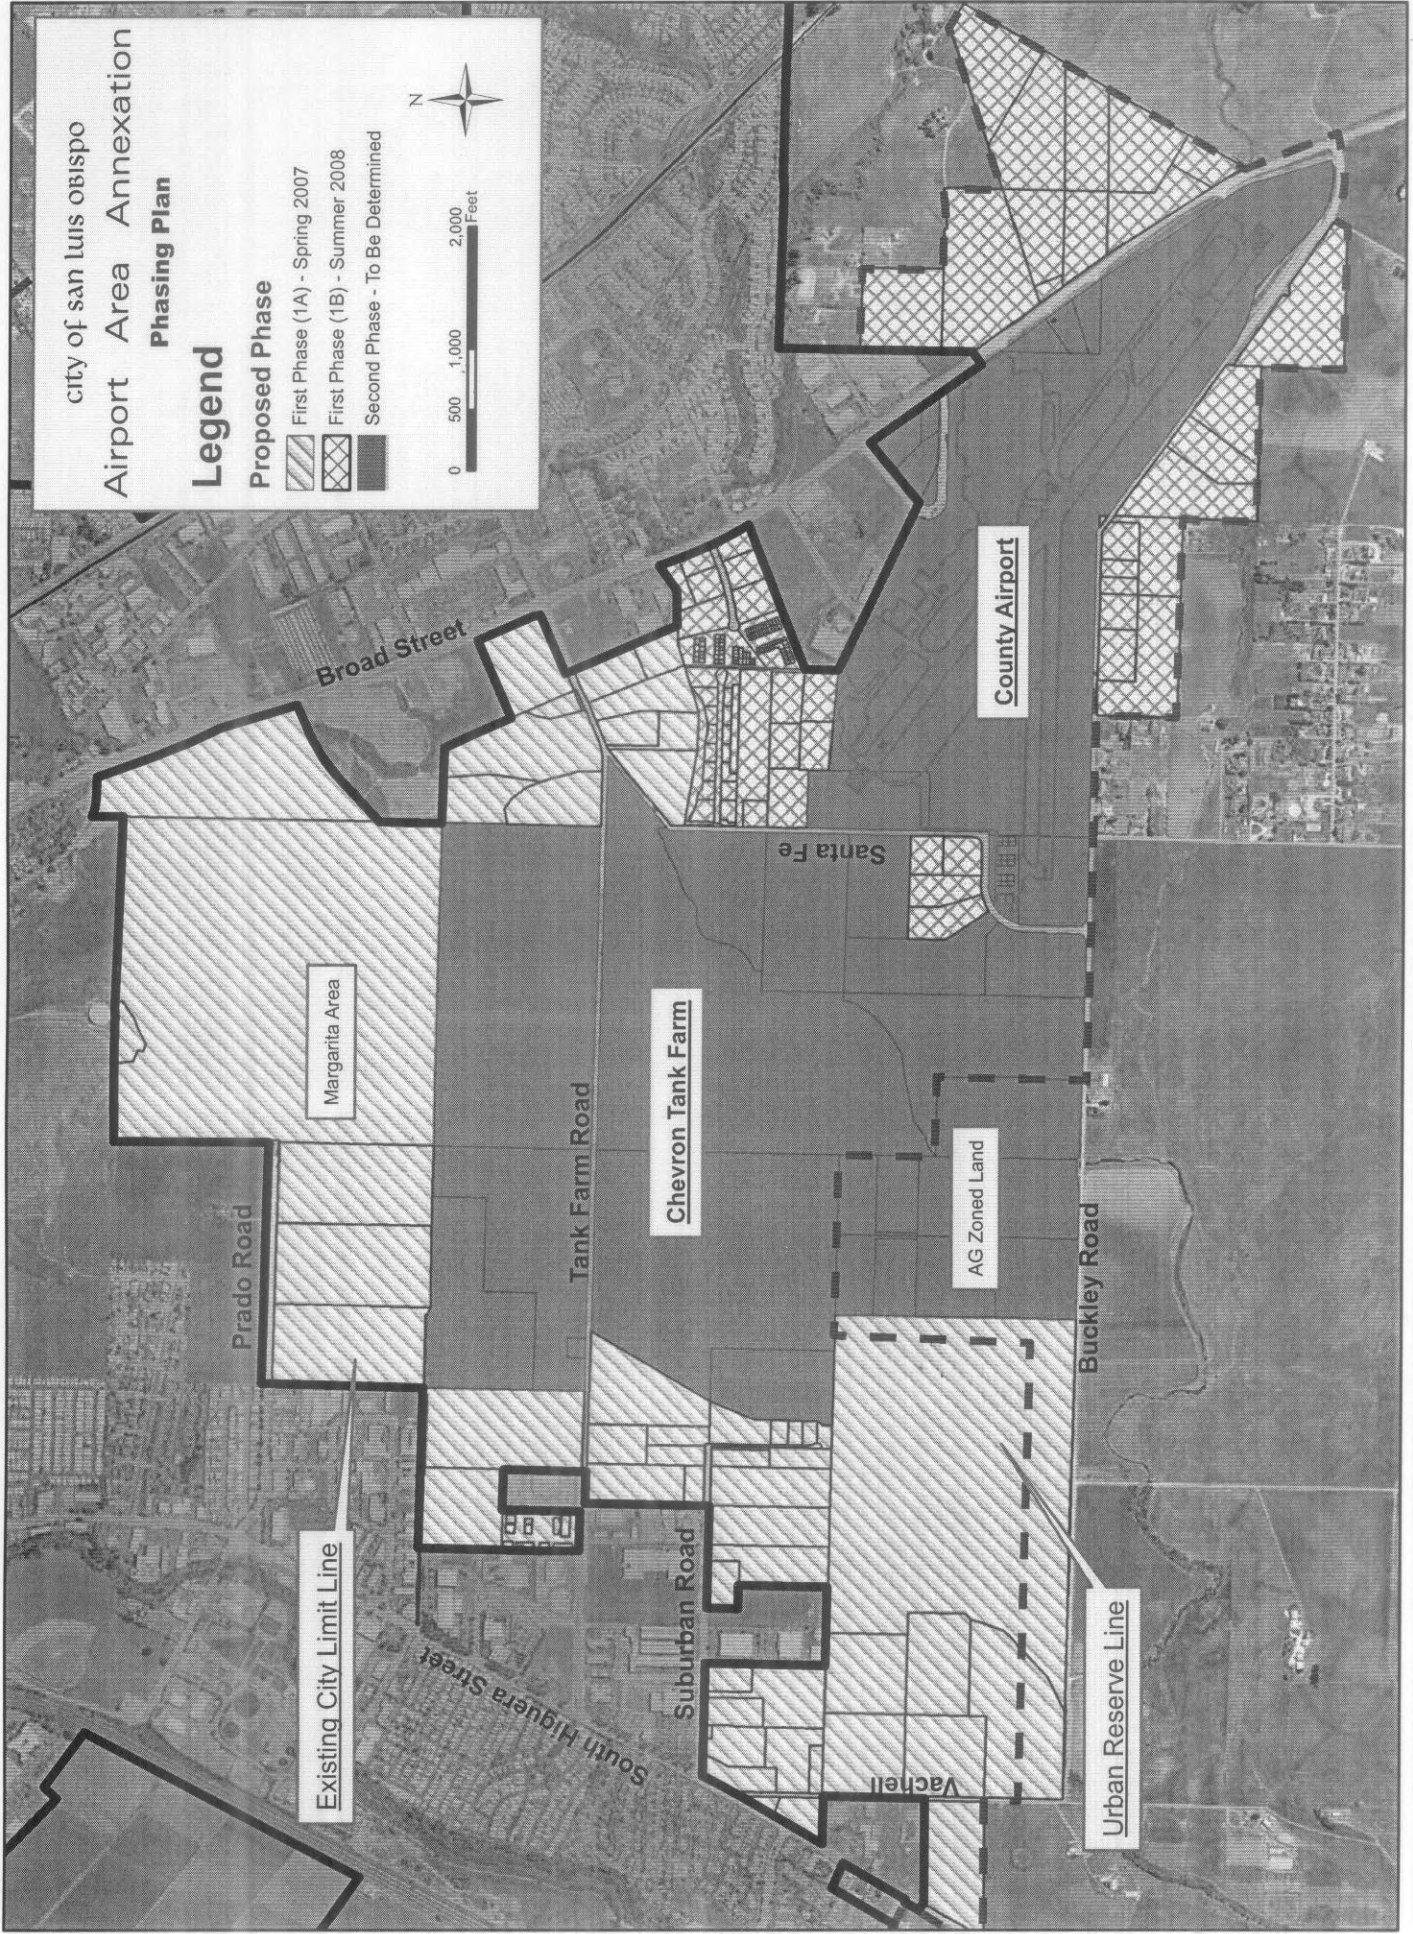 city of san luis obispo
Airport Area Annexation
Phasing Plan
Legend
Proposed Phase
First Phase (1A) - Spring 2007
First Phase (1B) - Summer 2008
Second Phase - To Be Determined
N
0 500 1,000 2,000
Feet
Broad Street
Margarita Area
Prado Road
Existing City Limit Line
Tank Farm Road
Chevron Tank Farm
Santa Fe
County Airport
AG Zoned Land
Suburban Road
South Higuera Street
Vachell
Buckley Road
Urban Reserve Line